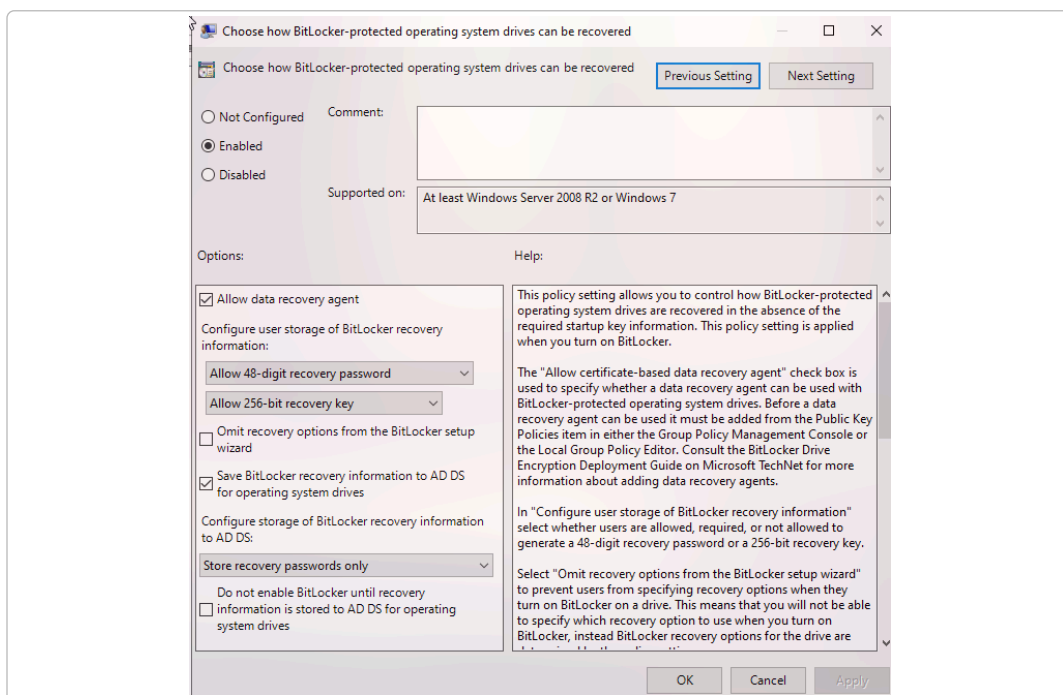 Choose how BitLocker-protected operating system drives can be recovered
Choose how BitLocker-protected operating system drives can be recovered
Previous Setting
Next Setting
Not Configured
Enabled
Disabled
Comment:
Supported on:
At least Windows Server 2008 R2 or Windows 7
Options:
Help:
Allow data recovery agent
Configure user storage of BitLocker recovery
information:
Allow 48-digit recovery password
Allow 256-bit recovery key
Omit recovery options from the BitLocker setup
wizard
Save BitLocker recovery information to AD DS
for operating system drives
Configure storage of BitLocker recovery information
to AD DS:
Store recovery passwords only
Do not enable BitLocker until recovery
information is stored to AD DS for operating
system drives
This policy setting allows you to control how BitLocker-protected
operating system drives are recovered in the absence of the
required startup key information. This policy setting is applied
when you turn on BitLocker.
The "Allow certificate-based data recovery agent" check box is
used to specify whether a data recovery agent can be used with
BitLocker-protected operating system drives. Before a data
recovery agent can be used it must be added from the Public Key
Policies item in either the Group Policy Management Console or
the Local Group Policy Editor. Consult the BitLocker Drive
Encryption Deployment Guide on Microsoft TechNet for more
information about adding data recovery agents.
In "Configure user storage of BitLocker recovery information"
select whether users are allowed, required, or not allowed to
generate a 48-digit recovery password or a 256-bit recovery key.
Select "Omit recovery options from the BitLocker setup wizard"
to prevent users from specifying recovery options when they
turn on BitLocker on a drive. This means that you will not be able
to specify which recovery option to use when you turn on
BitLocker, instead BitLocker recovery options for the drive are
OK
Cancel
Apply